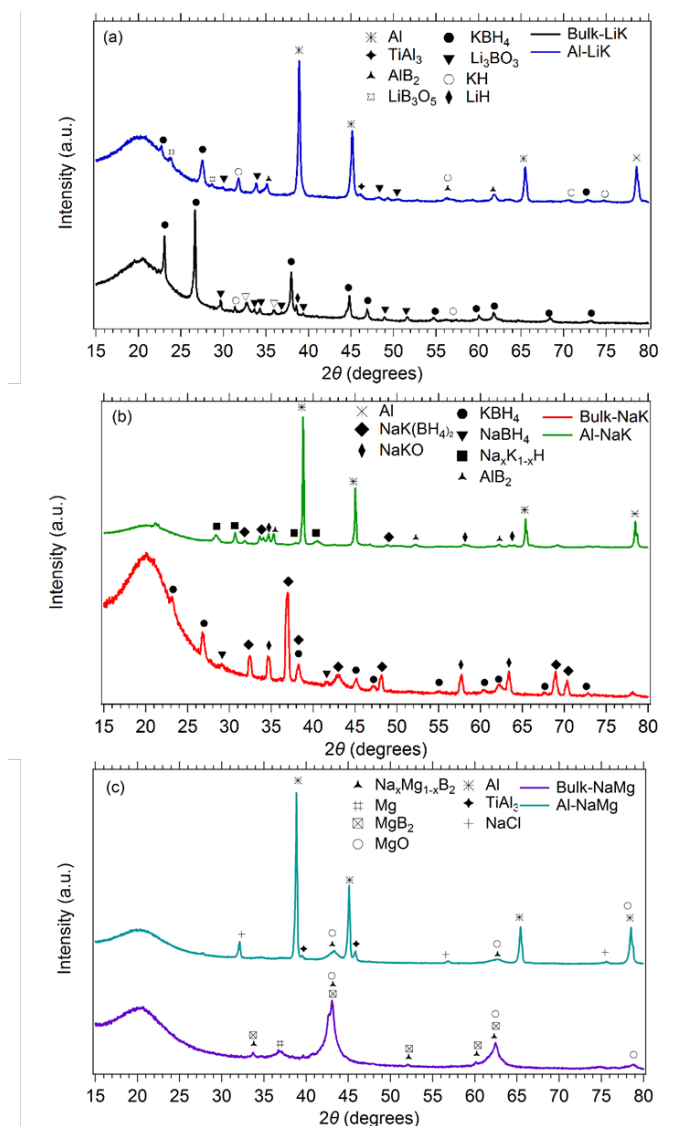 (a)
Al
TiAl₃
AlB₂
LiB₃O₅
KBH₄
Li₃BO₃
KH
LiH
Bulk-LiK
Al-LiK
Intensity (a.u.)
15 20 25 30 35 40 45 50 55 60 65 70 75 80
2θ (degrees)
(b)
Al
NaK(BH₄)₂
NaKO
KBH₄
NaBH₄
NaₓK₁₋ₓH
AlB₂
Bulk-NaK
Al-NaK
Intensity (a.u.)
15 20 25 30 35 40 45 50 55 60 65 70 75 80
2θ (degrees)
(c)
NaₓMg₁₋ₓB₂
Mg
MgB₂
MgO
Al
TiAl₃
NaCl
Bulk-NaMg
Al-NaMg
Intensity (a.u.)
15 20 25 30 35 40 45 50 55 60 65 70 75 80
2θ (degrees)